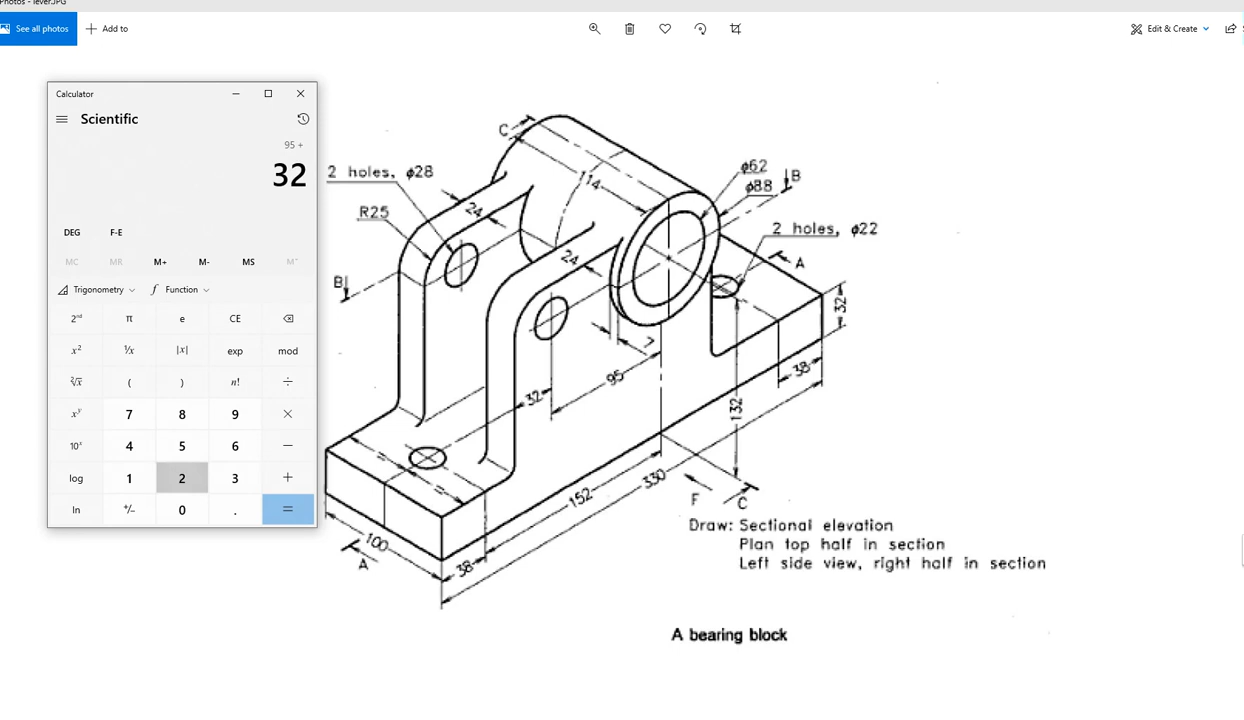 Photos - lever.JPG
See all photos
Add to
Edit & Create
Calculator
Scientific
95 +
32
DEG
F-E
MC
MR
M+
M-
MS
M˅
Trigonometry
Function
2ⁿᵈ
π
e
CE
x²
¹/x
|x|
exp
mod
²√x
(
)
n!
÷
xʸ
7
8
9
×
10ˣ
4
5
6
−
log
1
2
3
+
ln
+/-
0
.
=
C
2 holes, φ28
R25
24
114
φ62
φ88
B
2 holes, φ22
A
24
B
32
7
95
38
32
132
152
330
F
C
100
38
A
Draw: Sectional elevation
Plan top half in section
Left side view, right half in section
A bearing block